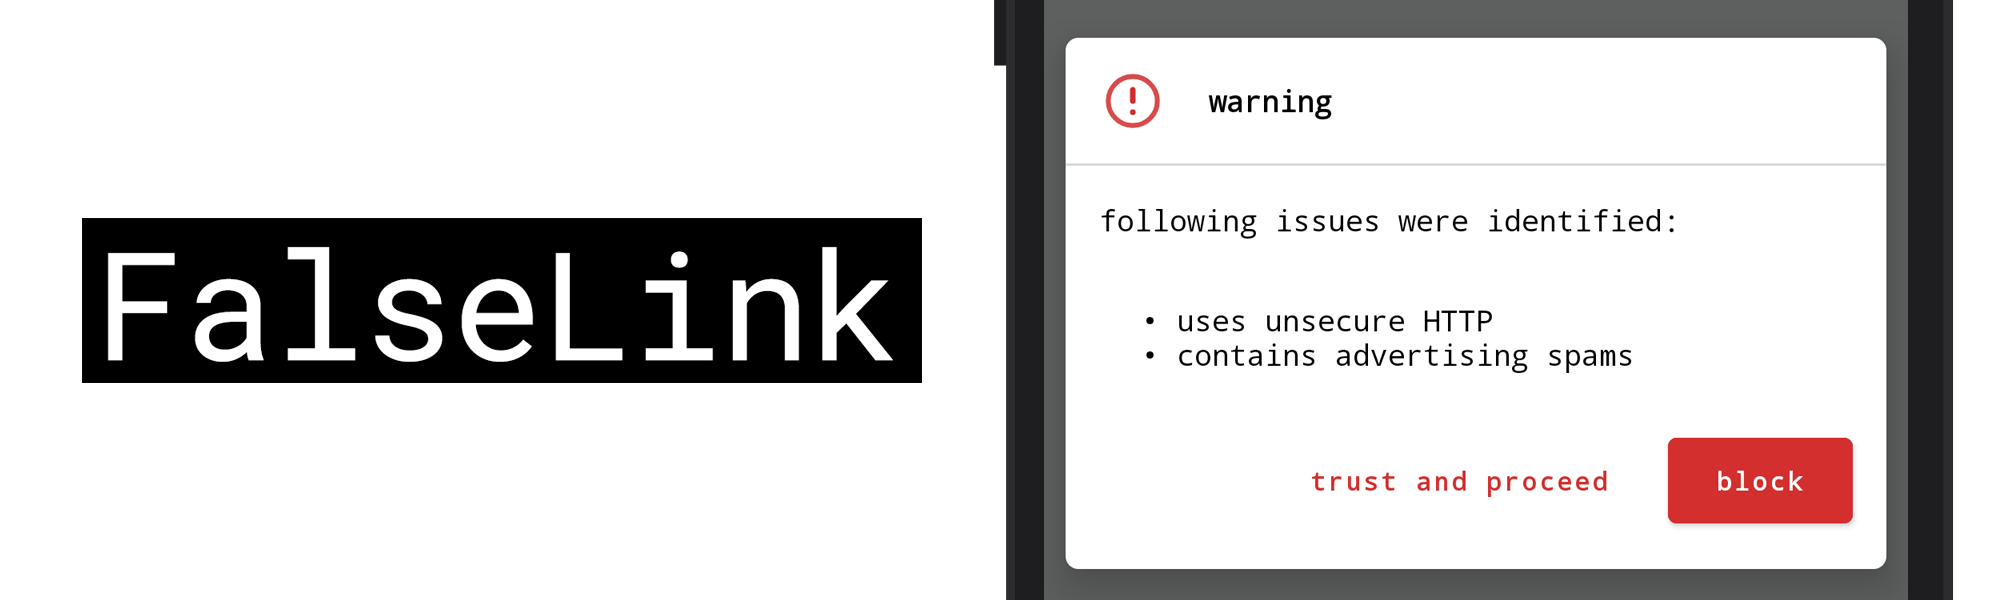 FalseLink
warning
following issues were identified:
• uses unsecure HTTP
• contains advertising spams
trust and proceed
block